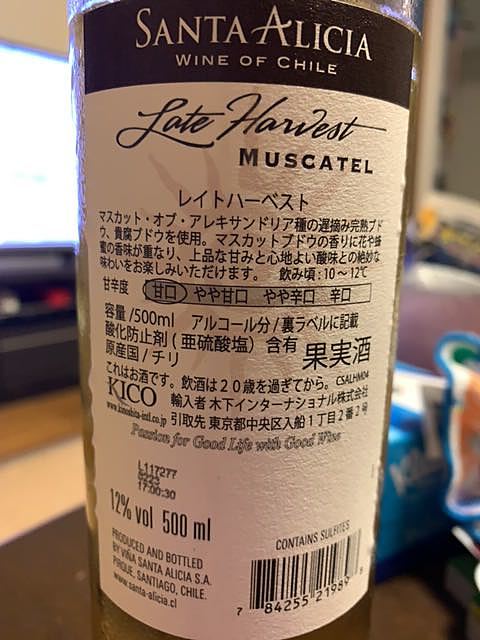 SANTA ALICIA
WINE OF CHILE
Late Harvest
MUSCATEL
レイトハーベスト
マスカット・オブ・アレキサンドリア種の遅摘み完熟ブド
ウ、貴腐ブドウを使用。マスカットブドウの香りに花や蜂
蜜の香味が重なり、上品な甘みと心地よい酸味との絶妙な
味わいをお楽しみいただけます。 飲み頃：10～12℃
甘辛度 甘口 やや甘口 やや辛口 辛口
容量/500ml アルコール分/裏ラベルに記載
酸化防止剤(亜硫酸塩)含有
原産国/チリ 果実酒
これはお酒です。飲酒は20歳を過ぎてから。 CSALHM04
KICO 輸入者 木下インターナショナル株式会社
www.kinoshita-intl.co.jp 引取先 東京都中央区入船1丁目2番2号
Passion for Good Life with Good Wine
L117277
17:00:30
12% vol 500 ml
CONTAINS SULFITES
PRODUCED AND BOTTLED
BY VIÑA SANTA ALICIA S.A.
PIRQUE, SANTIAGO, CHILE.
www.santa-alicia.cl
7 84255 21989